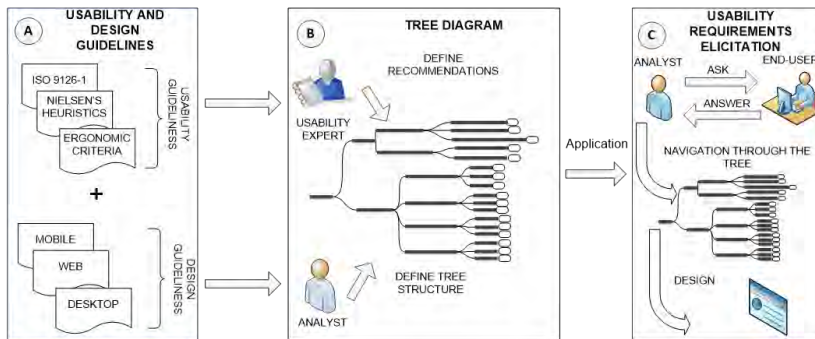 A
USABILITY AND
DESIGN
GUIDELINES
ISO 9126-1
NIELSEN'S
HEURISTICS
ERGONOMIC
CRITERIA
USABILITY
GUIDELINESS
+
MOBILE
WEB
DESKTOP
DESIGN
GUIDELINESS
B
TREE DIAGRAM
DEFINE
RECOMMENDATIONS
USABILITY
EXPERT
DEFINE TREE
STRUCTURE
ANALYST
Application
C
USABILITY
REQUIREMENTS
ELICITATION
ANALYST
END-USER
ASK
ANSWER
NAVIGATION THROUGH THE
TREE
DESIGN